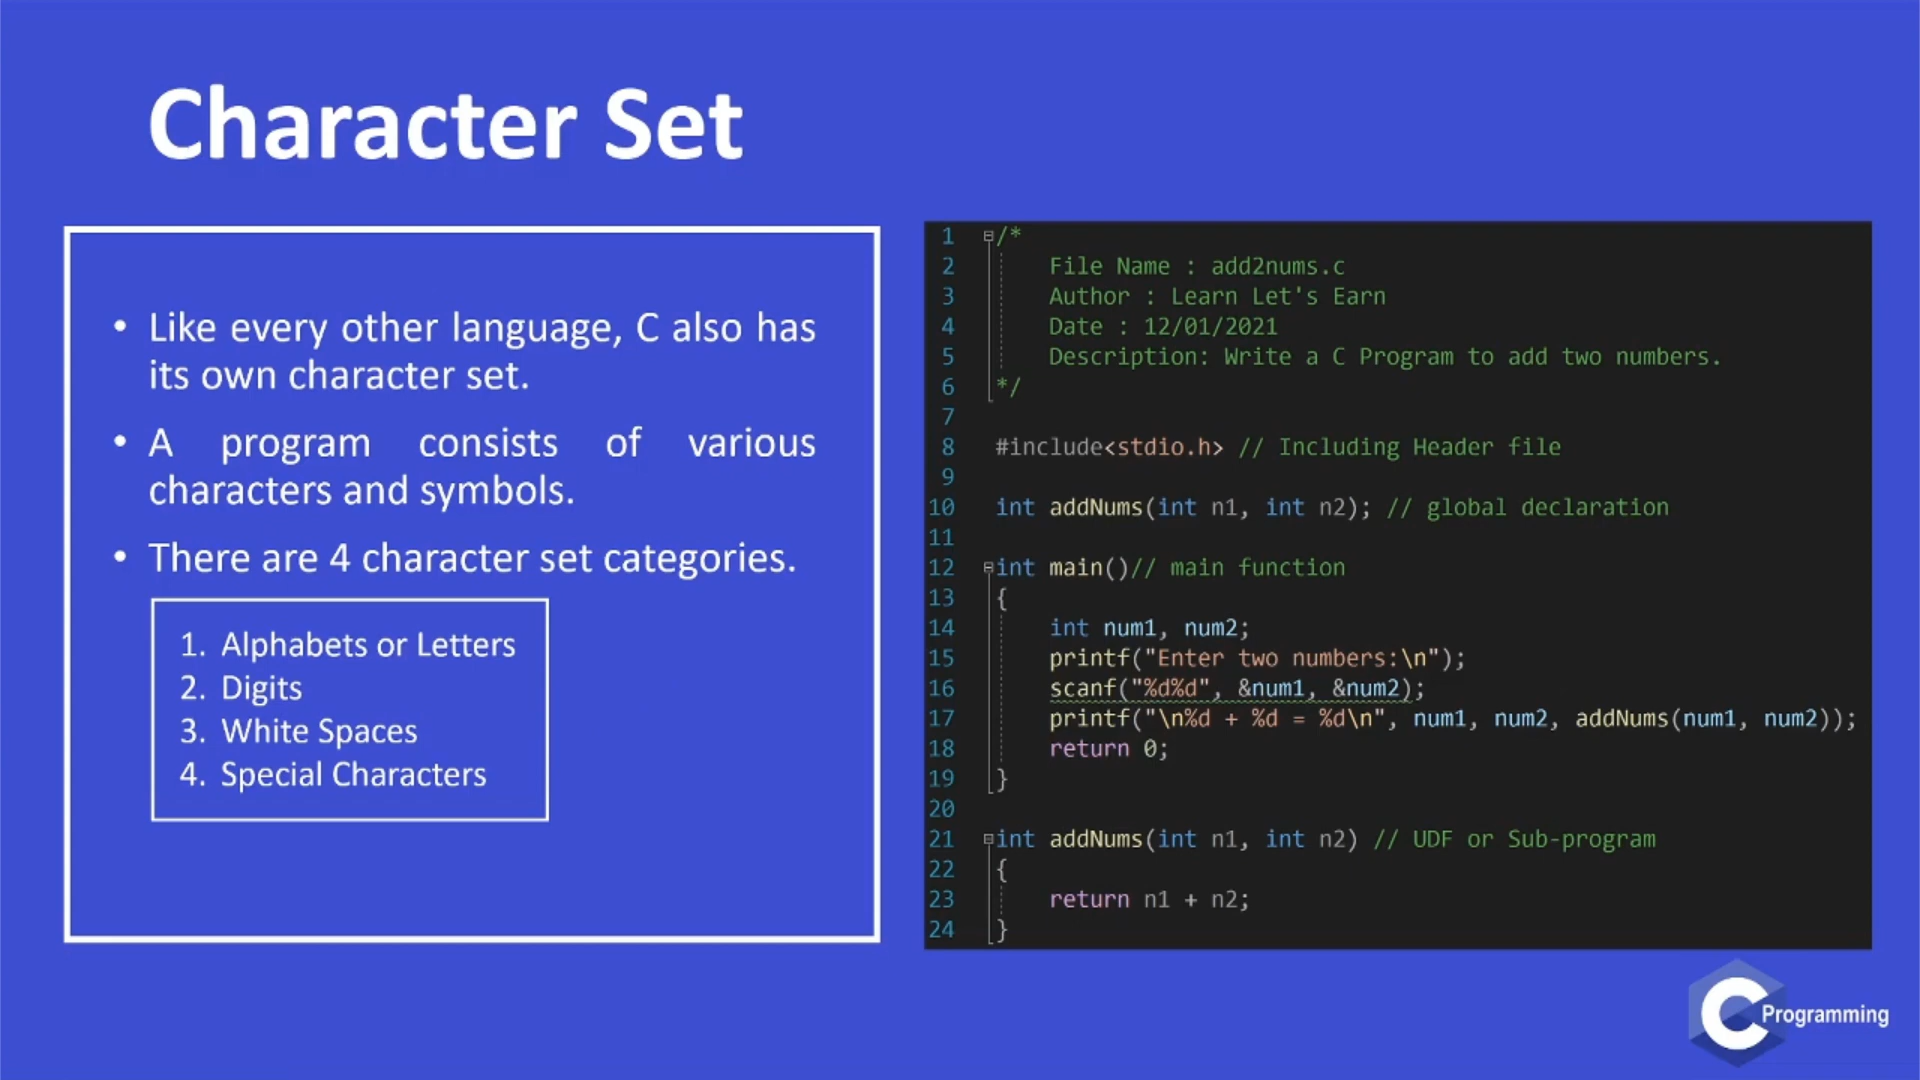 Character Set
• Like every other language, C also has
its own character set.
• A program consists of various
characters and symbols.
• There are 4 character set categories.
1. Alphabets or Letters
2. Digits
3. White Spaces
4. Special Characters
1 /*
2 File Name : add2nums.c
3 Author : Learn Let's Earn
4 Date : 12/01/2021
5 Description: Write a C Program to add two numbers.
6 */
7
8 #include<stdio.h> // Including Header file
9
10 int addNums(int n1, int n2); // global declaration
11
12 int main()// main function
13 {
14 int num1, num2;
15 printf("Enter two numbers:\n");
16 scanf("%d%d", &num1, &num2);
17 printf("\n%d + %d = %d\n", num1, num2, addNums(num1, num2));
18 return 0;
19 }
20
21 int addNums(int n1, int n2) // UDF or Sub-program
22 {
23 return n1 + n2;
24 }
C Programming